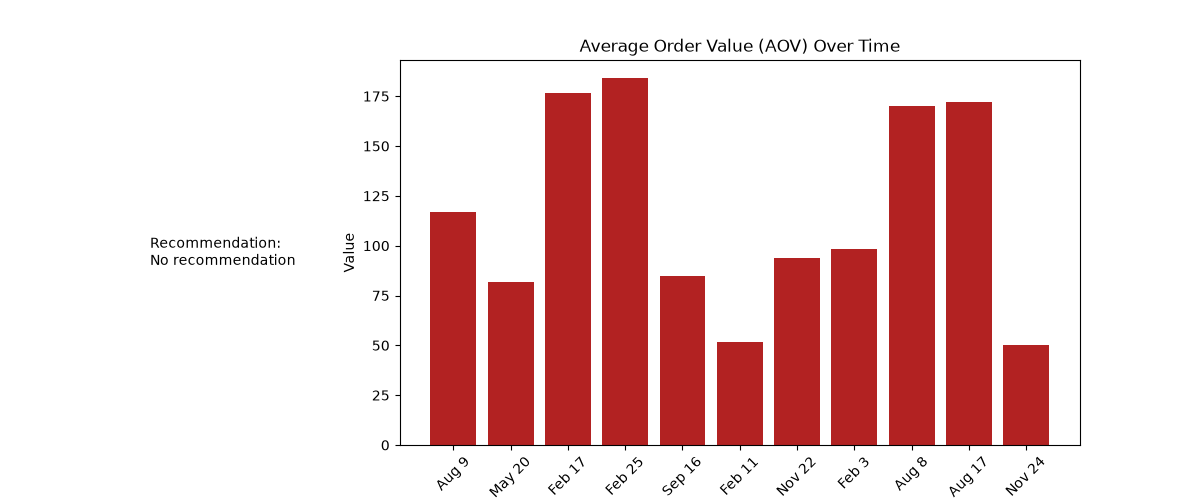 Average Order Value (AOV) Over Time
Recommendation:
No recommendation
Value
175
150
125
100
75
50
25
0
Aug 9
May 20
Feb 17
Feb 25
Sep 16
Feb 11
Nov 22
Feb 3
Aug 8
Aug 17
Nov 24